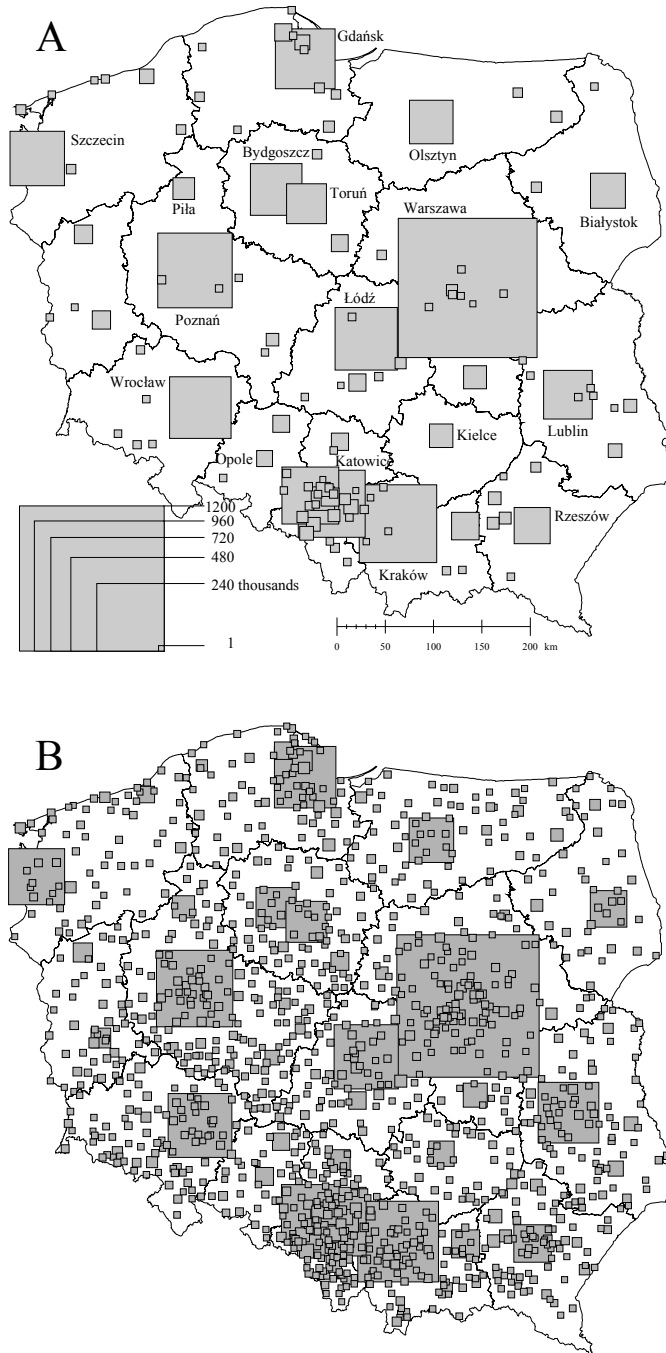 A
Gdańsk
Szczecin
Bydgoszcz
Olsztyn
Toruń
Piła
Białystok
Warszawa
Poznań
Łódź
Wrocław
Lublin
Kielce
Opole
Katowice
Rzeszów
Kraków
1200
960
720
480
240 thousands
1
0 50 100 150 200 km
B